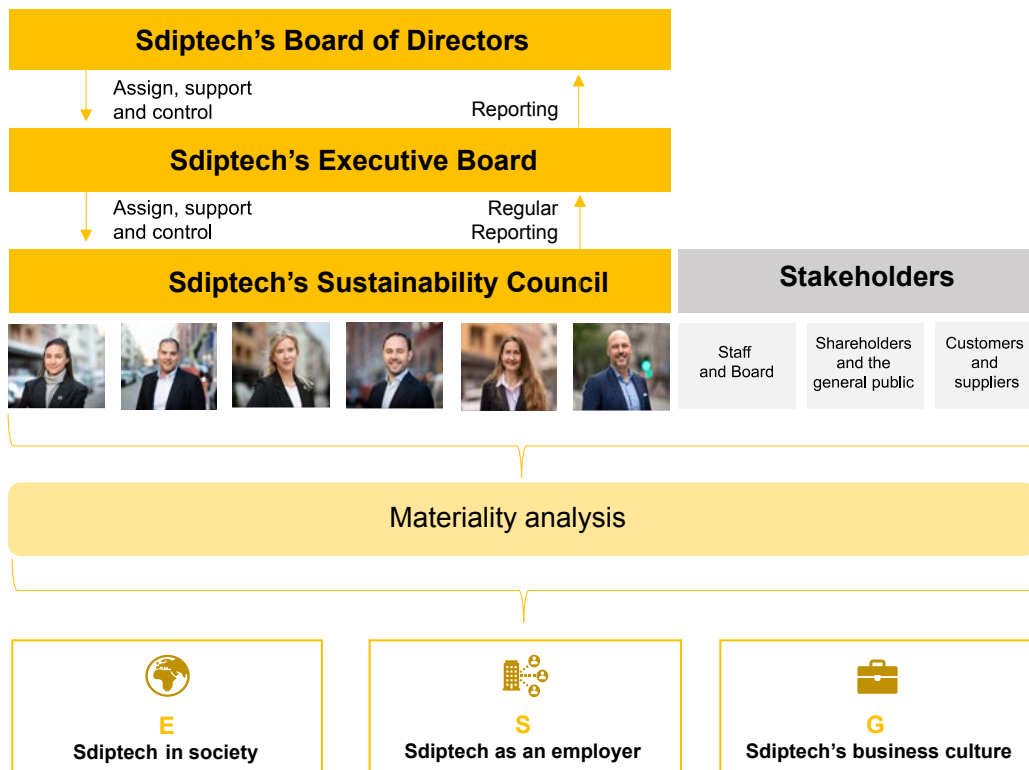 Sdiptech’s Board of Directors
Assign, support
and control
Reporting
Sdiptech’s Executive Board
Assign, support
and control
Regular
Reporting
Sdiptech’s Sustainability Council
Stakeholders
Staff
and Board
Shareholders
and the
general public
Customers
and
suppliers
Materiality analysis
E
Sdiptech in society
S
Sdiptech as an employer
G
Sdiptech’s business culture